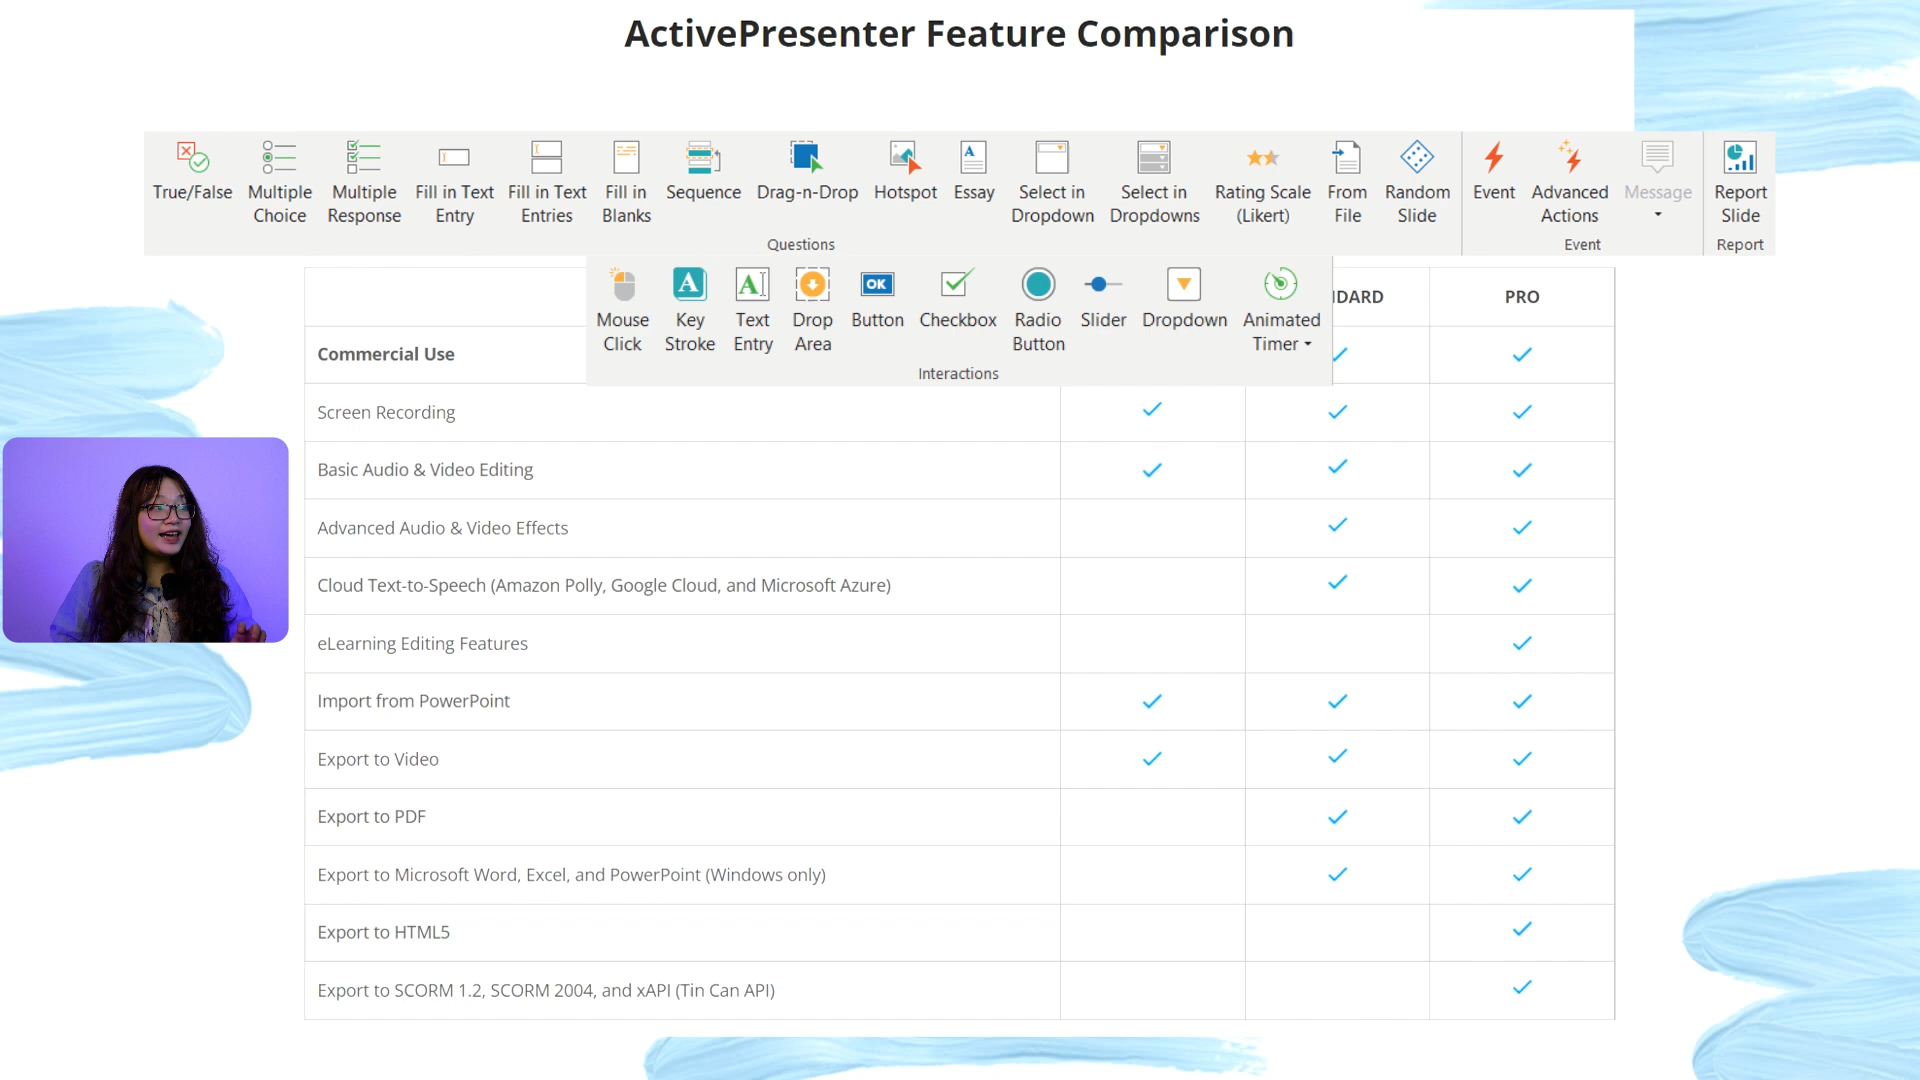 ActivePresenter Feature Comparison
True/False
Multiple
Choice
Multiple
Response
Fill in Text
Entry
Fill in Text
Entries
Fill in
Blanks
Sequence
Drag-n-Drop
Hotspot
Essay
Select in
Dropdown
Select in
Dropdowns
Rating Scale
(Likert)
From
File
Random
Slide
Questions
Event
Advanced
Actions
Message
Event
Report
Slide
Report
Mouse
Click
Key
Stroke
Text
Entry
Drop
Area
OK
Button
Checkbox
Radio
Button
Slider
Dropdown
Animated
Timer
Interactions
DARD
PRO
Commercial Use
Screen Recording
Basic Audio & Video Editing
Advanced Audio & Video Effects
Cloud Text-to-Speech (Amazon Polly, Google Cloud, and Microsoft Azure)
eLearning Editing Features
Import from PowerPoint
Export to Video
Export to PDF
Export to Microsoft Word, Excel, and PowerPoint (Windows only)
Export to HTML5
Export to SCORM 1.2, SCORM 2004, and xAPI (Tin Can API)